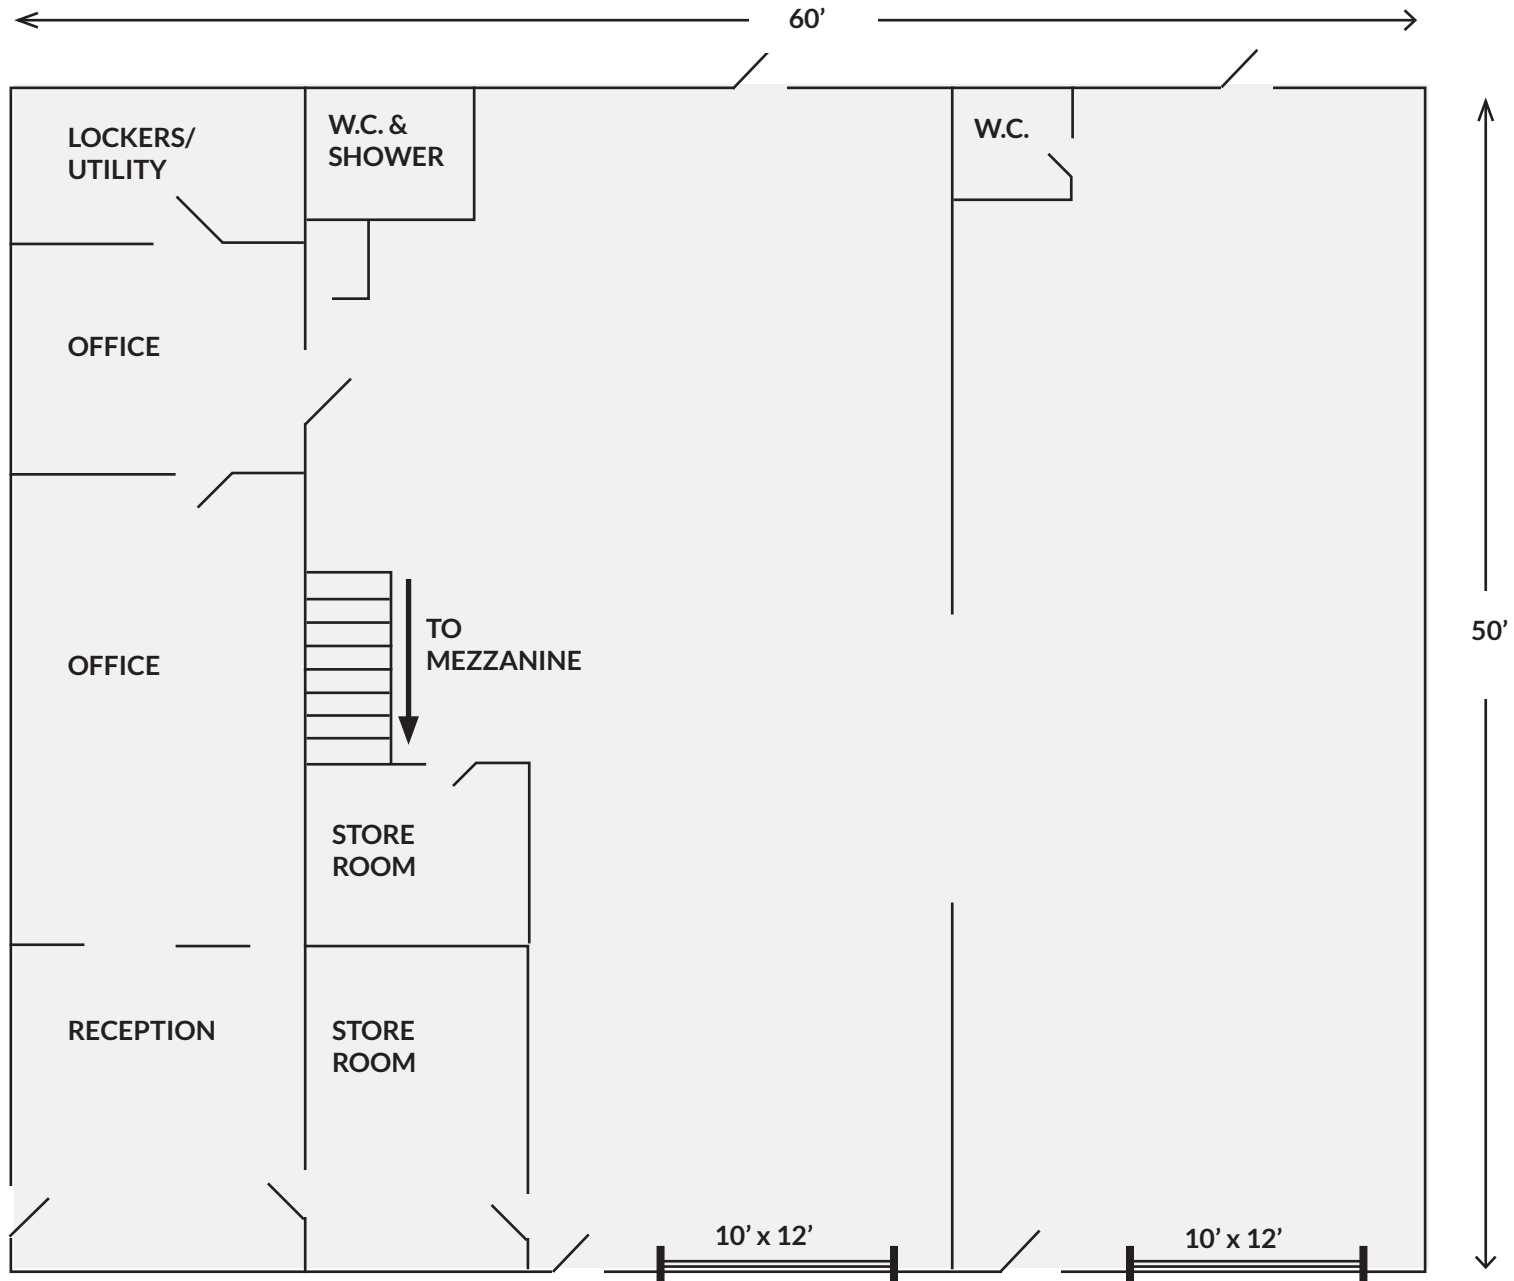 60’
LOCKERS/
UTILITY
W.C. &
SHOWER
W.C.
OFFICE
50’
TO
MEZZANINE
OFFICE
STORE
ROOM
RECEPTION
STORE
ROOM
10’ x 12’
10’ x 12’